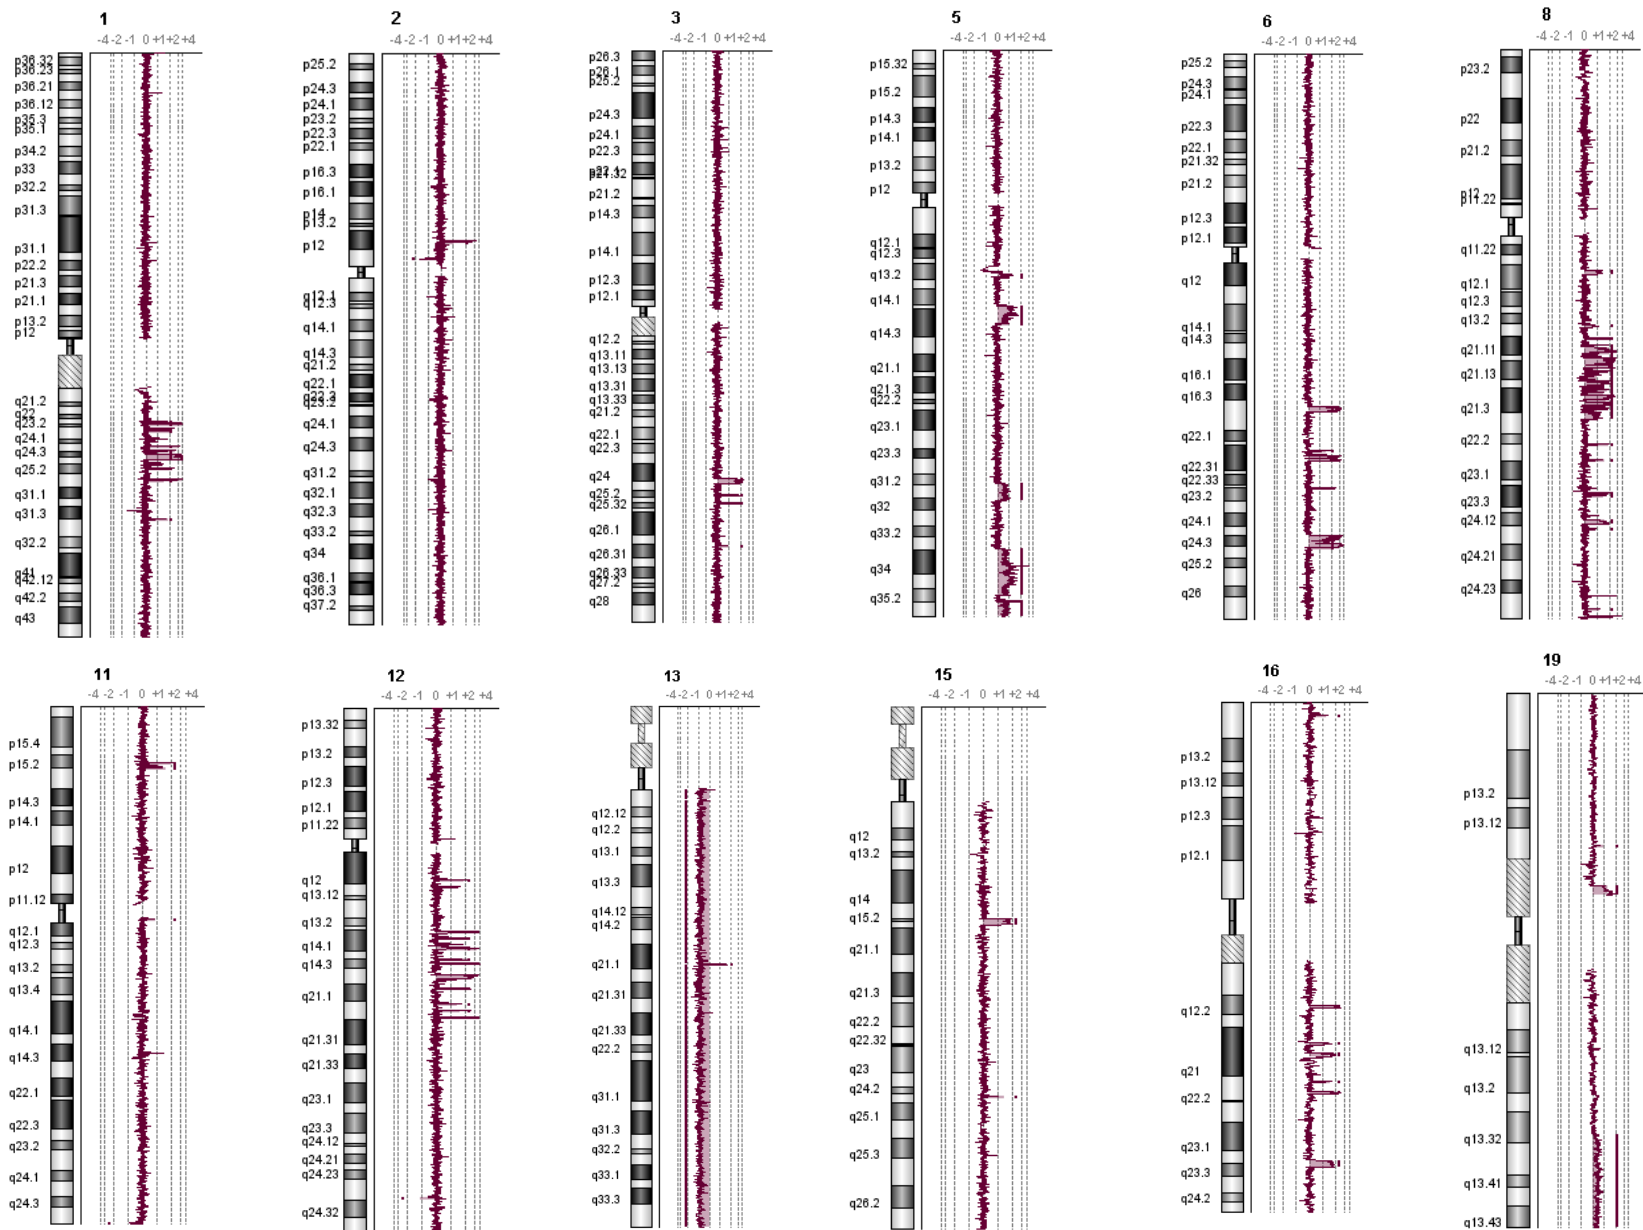 1
-4 -2 -1 0 +1+2 +4
p36.32
p36.23
p36.21
p36.12
p35.3
p35.1
p34.2
p33
p32.2
p31.3
p31.1
p22.2
p21.3
p21.1
p13.2
p12
q21.2
q22
q23.2
q24.1
q24.3
q25.2
q31.1
q31.3
q32.2
q41
q42.12
q42.2
q43
2
-4 -2 -1 0 +1+2 +4
p25.2
p24.3
p24.1
p23.2
p22.3
p22.1
p16.3
p16.1
p14
p13.2
p12
q12.1
q12.3
q14.1
q14.3
q21.2
q22.1
q22.3
q23.2
q24.1
q24.3
q31.2
q32.1
q32.3
q33.2
q34
q36.1
q36.3
q37.2
3
-4 -2 -1 0 +1+2 +4
p26.3
p26.1
p25.2
p24.3
p24.1
p22.3
p22.1
p21.32
p21.2
p14.3
p14.1
p12.3
p12.1
q12.2
q13.11
q13.13
q13.31
q13.33
q21.2
q22.1
q22.3
q24
q25.2
q25.32
q26.1
q26.31
q26.33
q27.2
q28
5
-4 -2 -1 0 +1+2 +4
p15.32
p15.2
p14.3
p14.1
p13.2
p12
q12.1
q12.3
q13.2
q14.1
q14.3
q21.1
q21.3
q22.2
q23.1
q23.3
q31.2
q32
q33.2
q34
q35.2
6
-4 -2 -1 0 +1+2 +4
p25.2
p24.3
p24.1
p22.3
p22.1
p21.32
p21.2
p12.3
p12.1
q12
q14.1
q14.3
q16.1
q16.3
q22.1
q22.31
q22.33
q23.2
q24.1
q24.3
q25.2
q26
8
-4 -2 -1 0 +1+2 +4
p23.2
p22
p21.2
p12
p11.22
q11.22
q12.1
q12.3
q13.2
q21.11
q21.13
q21.3
q22.2
q23.1
q23.3
q24.12
q24.21
q24.23
11
-4 -2 -1 0 +1+2 +4
p15.4
p15.2
p14.3
p14.1
p12
p11.12
q12.1
q12.3
q13.2
q13.4
q14.1
q14.3
q22.1
q22.3
q23.2
q24.1
q24.3
12
-4 -2 -1 0 +1+2 +4
p13.32
p13.2
p12.3
p12.1
p11.22
q12
q13.12
q13.2
q14.1
q14.3
q21.1
q21.31
q21.33
q23.1
q23.3
q24.12
q24.21
q24.23
q24.32
13
-4 -2 -1 0 +1+2 +4
q12.12
q12.2
q13.1
q13.3
q14.12
q14.2
q21.1
q21.31
q21.33
q22.2
q31.1
q31.3
q32.2
q33.1
q33.3
15
-4 -2 -1 0 +1+2 +4
q12
q13.2
q14
q15.2
q21.1
q21.3
q22.2
q22.32
q23
q24.2
q25.1
q25.3
q26.2
16
-4 -2 -1 0 +1+2 +4
p13.2
p13.12
p12.3
p12.1
q12.2
q21
q22.2
q23.1
q23.3
q24.2
19
-4 -2 -1 0 +1+2 +4
p13.2
p13.12
q13.12
q13.2
q13.32
q13.41
q13.43